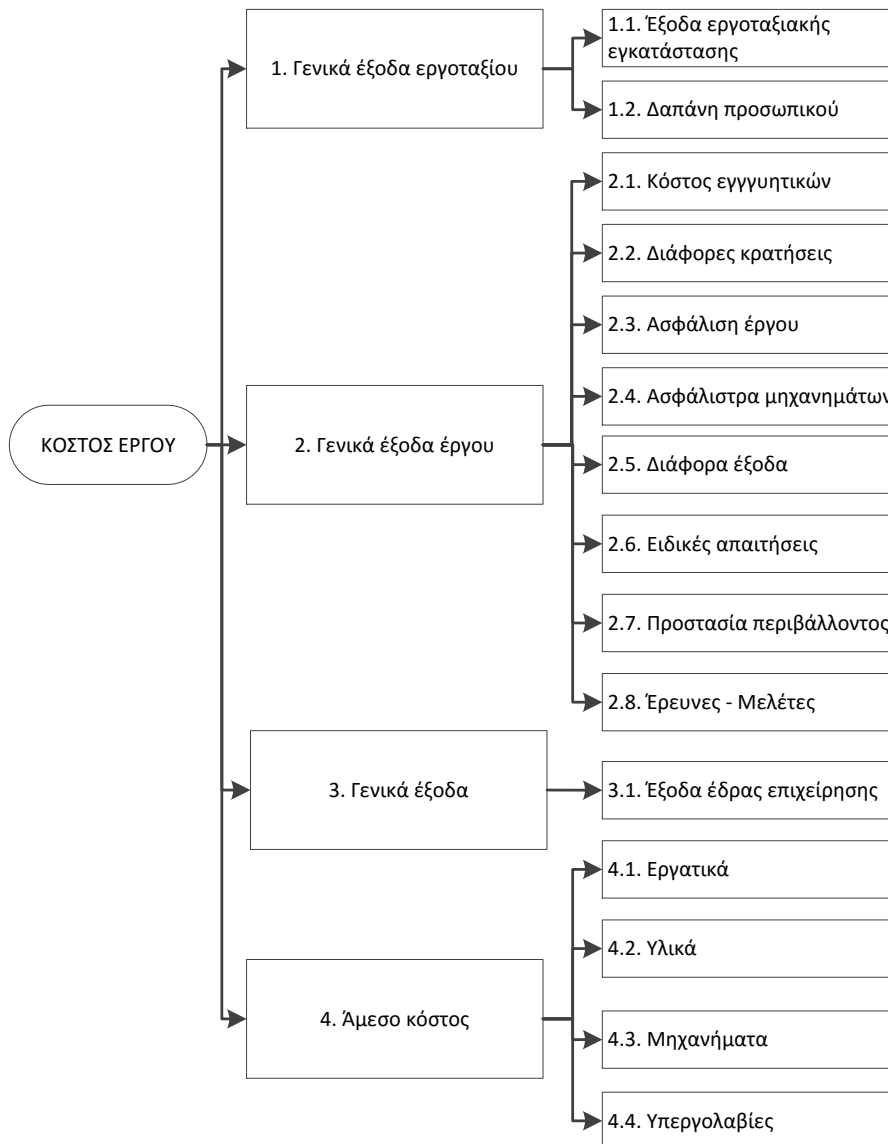 ΚΟΣΤΟΣ ΕΡΓΟΥ
1. Γενικά έξοδα εργοταξίου
1.1. Έξοδα εργοταξιακής
εγκατάστασης
1.2. Δαπάνη προσωπικού
2. Γενικά έξοδα έργου
2.1. Κόστος εγγγυητικών
2.2. Διάφορες κρατήσεις
2.3. Ασφάλιση έργου
2.4. Ασφάλιστρα μηχανημάτων
2.5. Διάφορα έξοδα
2.6. Ειδικές απαιτήσεις
2.7. Προστασία περιβάλλοντος
2.8. Έρευνες - Μελέτες
3. Γενικά έξοδα
3.1. Έξοδα έδρας επιχείρησης
4. Άμεσο κόστος
4.1. Εργατικά
4.2. Υλικά
4.3. Μηχανήματα
4.4. Υπεργολαβίες